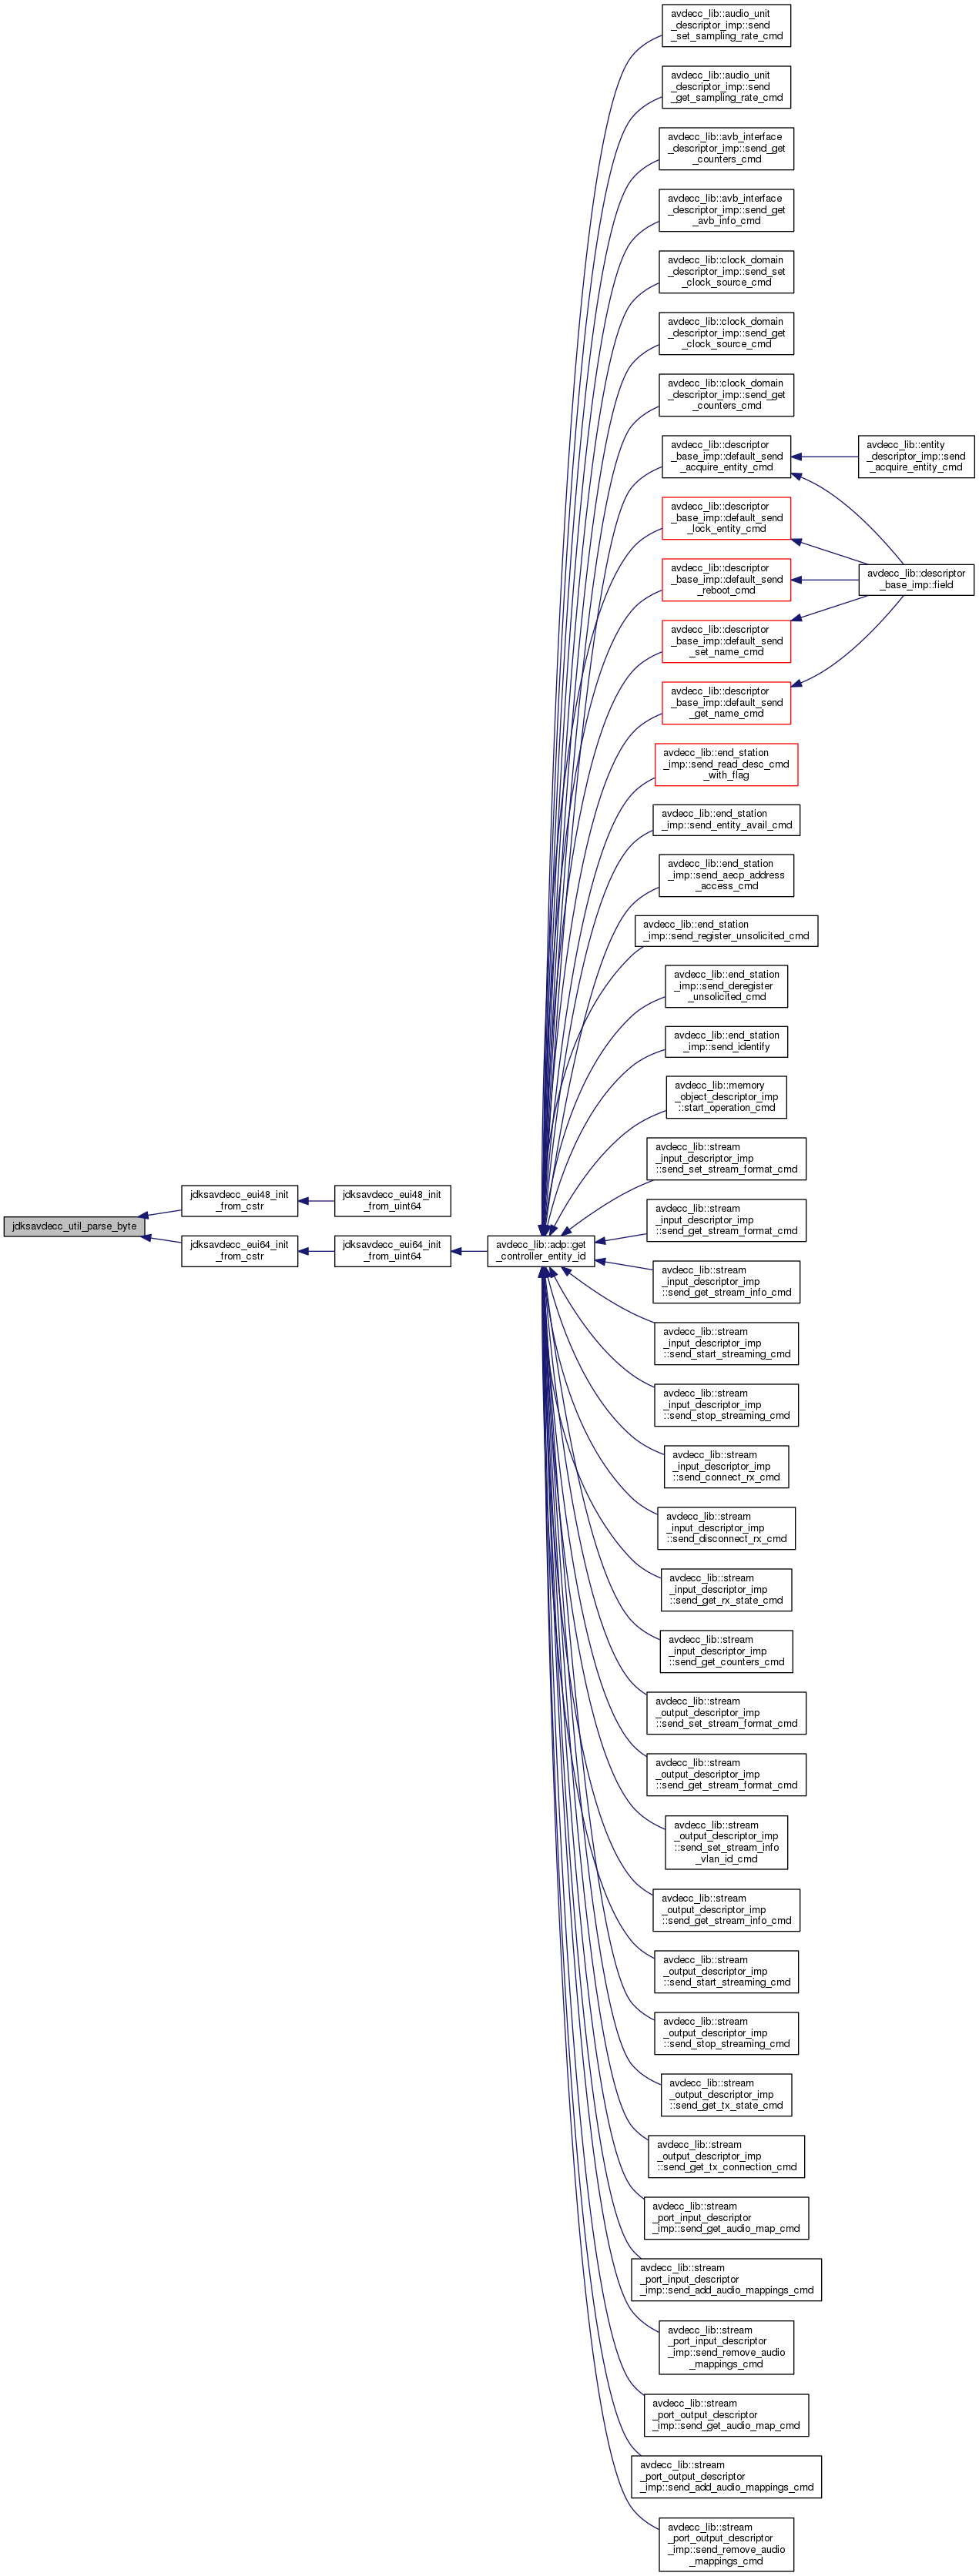 avdecc_lib::audio_unit
_descriptor_imp::send
_set_sampling_rate_cmd
avdecc_lib::audio_unit
_descriptor_imp::send
_get_sampling_rate_cmd
avdecc_lib::avb_interface
_descriptor_imp::send_get
_counters_cmd
avdecc_lib::avb_interface
_descriptor_imp::send_get
_avb_info_cmd
avdecc_lib::clock_domain
_descriptor_imp::send_set
_clock_source_cmd
avdecc_lib::clock_domain
_descriptor_imp::send_get
_clock_source_cmd
avdecc_lib::clock_domain
_descriptor_imp::send_get
_counters_cmd
avdecc_lib::descriptor
_base_imp::default_send
_acquire_entity_cmd
avdecc_lib::entity
_descriptor_imp::send
_acquire_entity_cmd
avdecc_lib::descriptor
_base_imp::default_send
_lock_entity_cmd
avdecc_lib::descriptor
_base_imp::default_send
_reboot_cmd
avdecc_lib::descriptor
_base_imp::field
avdecc_lib::descriptor
_base_imp::default_send
_set_name_cmd
avdecc_lib::descriptor
_base_imp::default_send
_get_name_cmd
avdecc_lib::end_station
_imp::send_read_desc_cmd
_with_flag
avdecc_lib::end_station
_imp::send_entity_avail_cmd
avdecc_lib::end_station
_imp::send_aecp_address
_access_cmd
avdecc_lib::end_station
_imp::send_register_unsolicited_cmd
avdecc_lib::end_station
_imp::send_deregister
_unsolicited_cmd
avdecc_lib::end_station
_imp::send_identify
avdecc_lib::memory
_object_descriptor_imp
::start_operation_cmd
avdecc_lib::stream
_input_descriptor_imp
::send_set_stream_format_cmd
jdksavdecc_util_parse_byte
jdksavdecc_eui48_init
_from_cstr
jdksavdecc_eui48_init
_from_uint64
jdksavdecc_eui64_init
_from_cstr
jdksavdecc_eui64_init
_from_uint64
avdecc_lib::adp::get
_controller_entity_id
avdecc_lib::stream
_input_descriptor_imp
::send_get_stream_format_cmd
avdecc_lib::stream
_input_descriptor_imp
::send_get_stream_info_cmd
avdecc_lib::stream
_input_descriptor_imp
::send_start_streaming_cmd
avdecc_lib::stream
_input_descriptor_imp
::send_stop_streaming_cmd
avdecc_lib::stream
_input_descriptor_imp
::send_connect_rx_cmd
avdecc_lib::stream
_input_descriptor_imp
::send_disconnect_rx_cmd
avdecc_lib::stream
_input_descriptor_imp
::send_get_rx_state_cmd
avdecc_lib::stream
_input_descriptor_imp
::send_get_counters_cmd
avdecc_lib::stream
_output_descriptor_imp
::send_set_stream_format_cmd
avdecc_lib::stream
_output_descriptor_imp
::send_get_stream_format_cmd
avdecc_lib::stream
_output_descriptor_imp
::send_set_stream_info
_vlan_id_cmd
avdecc_lib::stream
_output_descriptor_imp
::send_get_stream_info_cmd
avdecc_lib::stream
_output_descriptor_imp
::send_start_streaming_cmd
avdecc_lib::stream
_output_descriptor_imp
::send_stop_streaming_cmd
avdecc_lib::stream
_output_descriptor_imp
::send_get_tx_state_cmd
avdecc_lib::stream
_output_descriptor_imp
::send_get_tx_connection_cmd
avdecc_lib::stream
_port_input_descriptor
_imp::send_get_audio_map_cmd
avdecc_lib::stream
_port_input_descriptor
_imp::send_add_audio_mappings_cmd
avdecc_lib::stream
_port_input_descriptor
_imp::send_remove_audio
_mappings_cmd
avdecc_lib::stream
_port_output_descriptor
_imp::send_get_audio_map_cmd
avdecc_lib::stream
_port_output_descriptor
_imp::send_add_audio_mappings_cmd
avdecc_lib::stream
_port_output_descriptor
_imp::send_remove_audio
_mappings_cmd